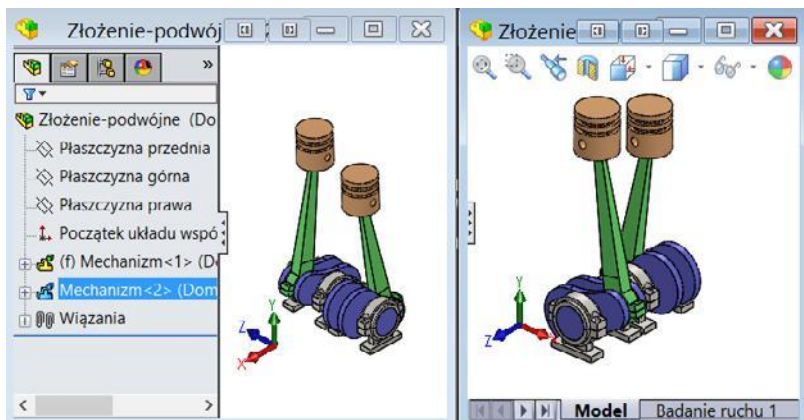 Złożenie-podwój
»
Złożenie-podwójne (Do
Płaszczyzna przednia
Płaszczyzna górna
Płaszczyzna prawa
Początek układu wspó
(f) Mechanizm<1> (D
Mechanizm<2> (Dom
Wiązania
Y
Z
X
<
>
Złożenie
Y
Z
Model
Badanie ruchu 1